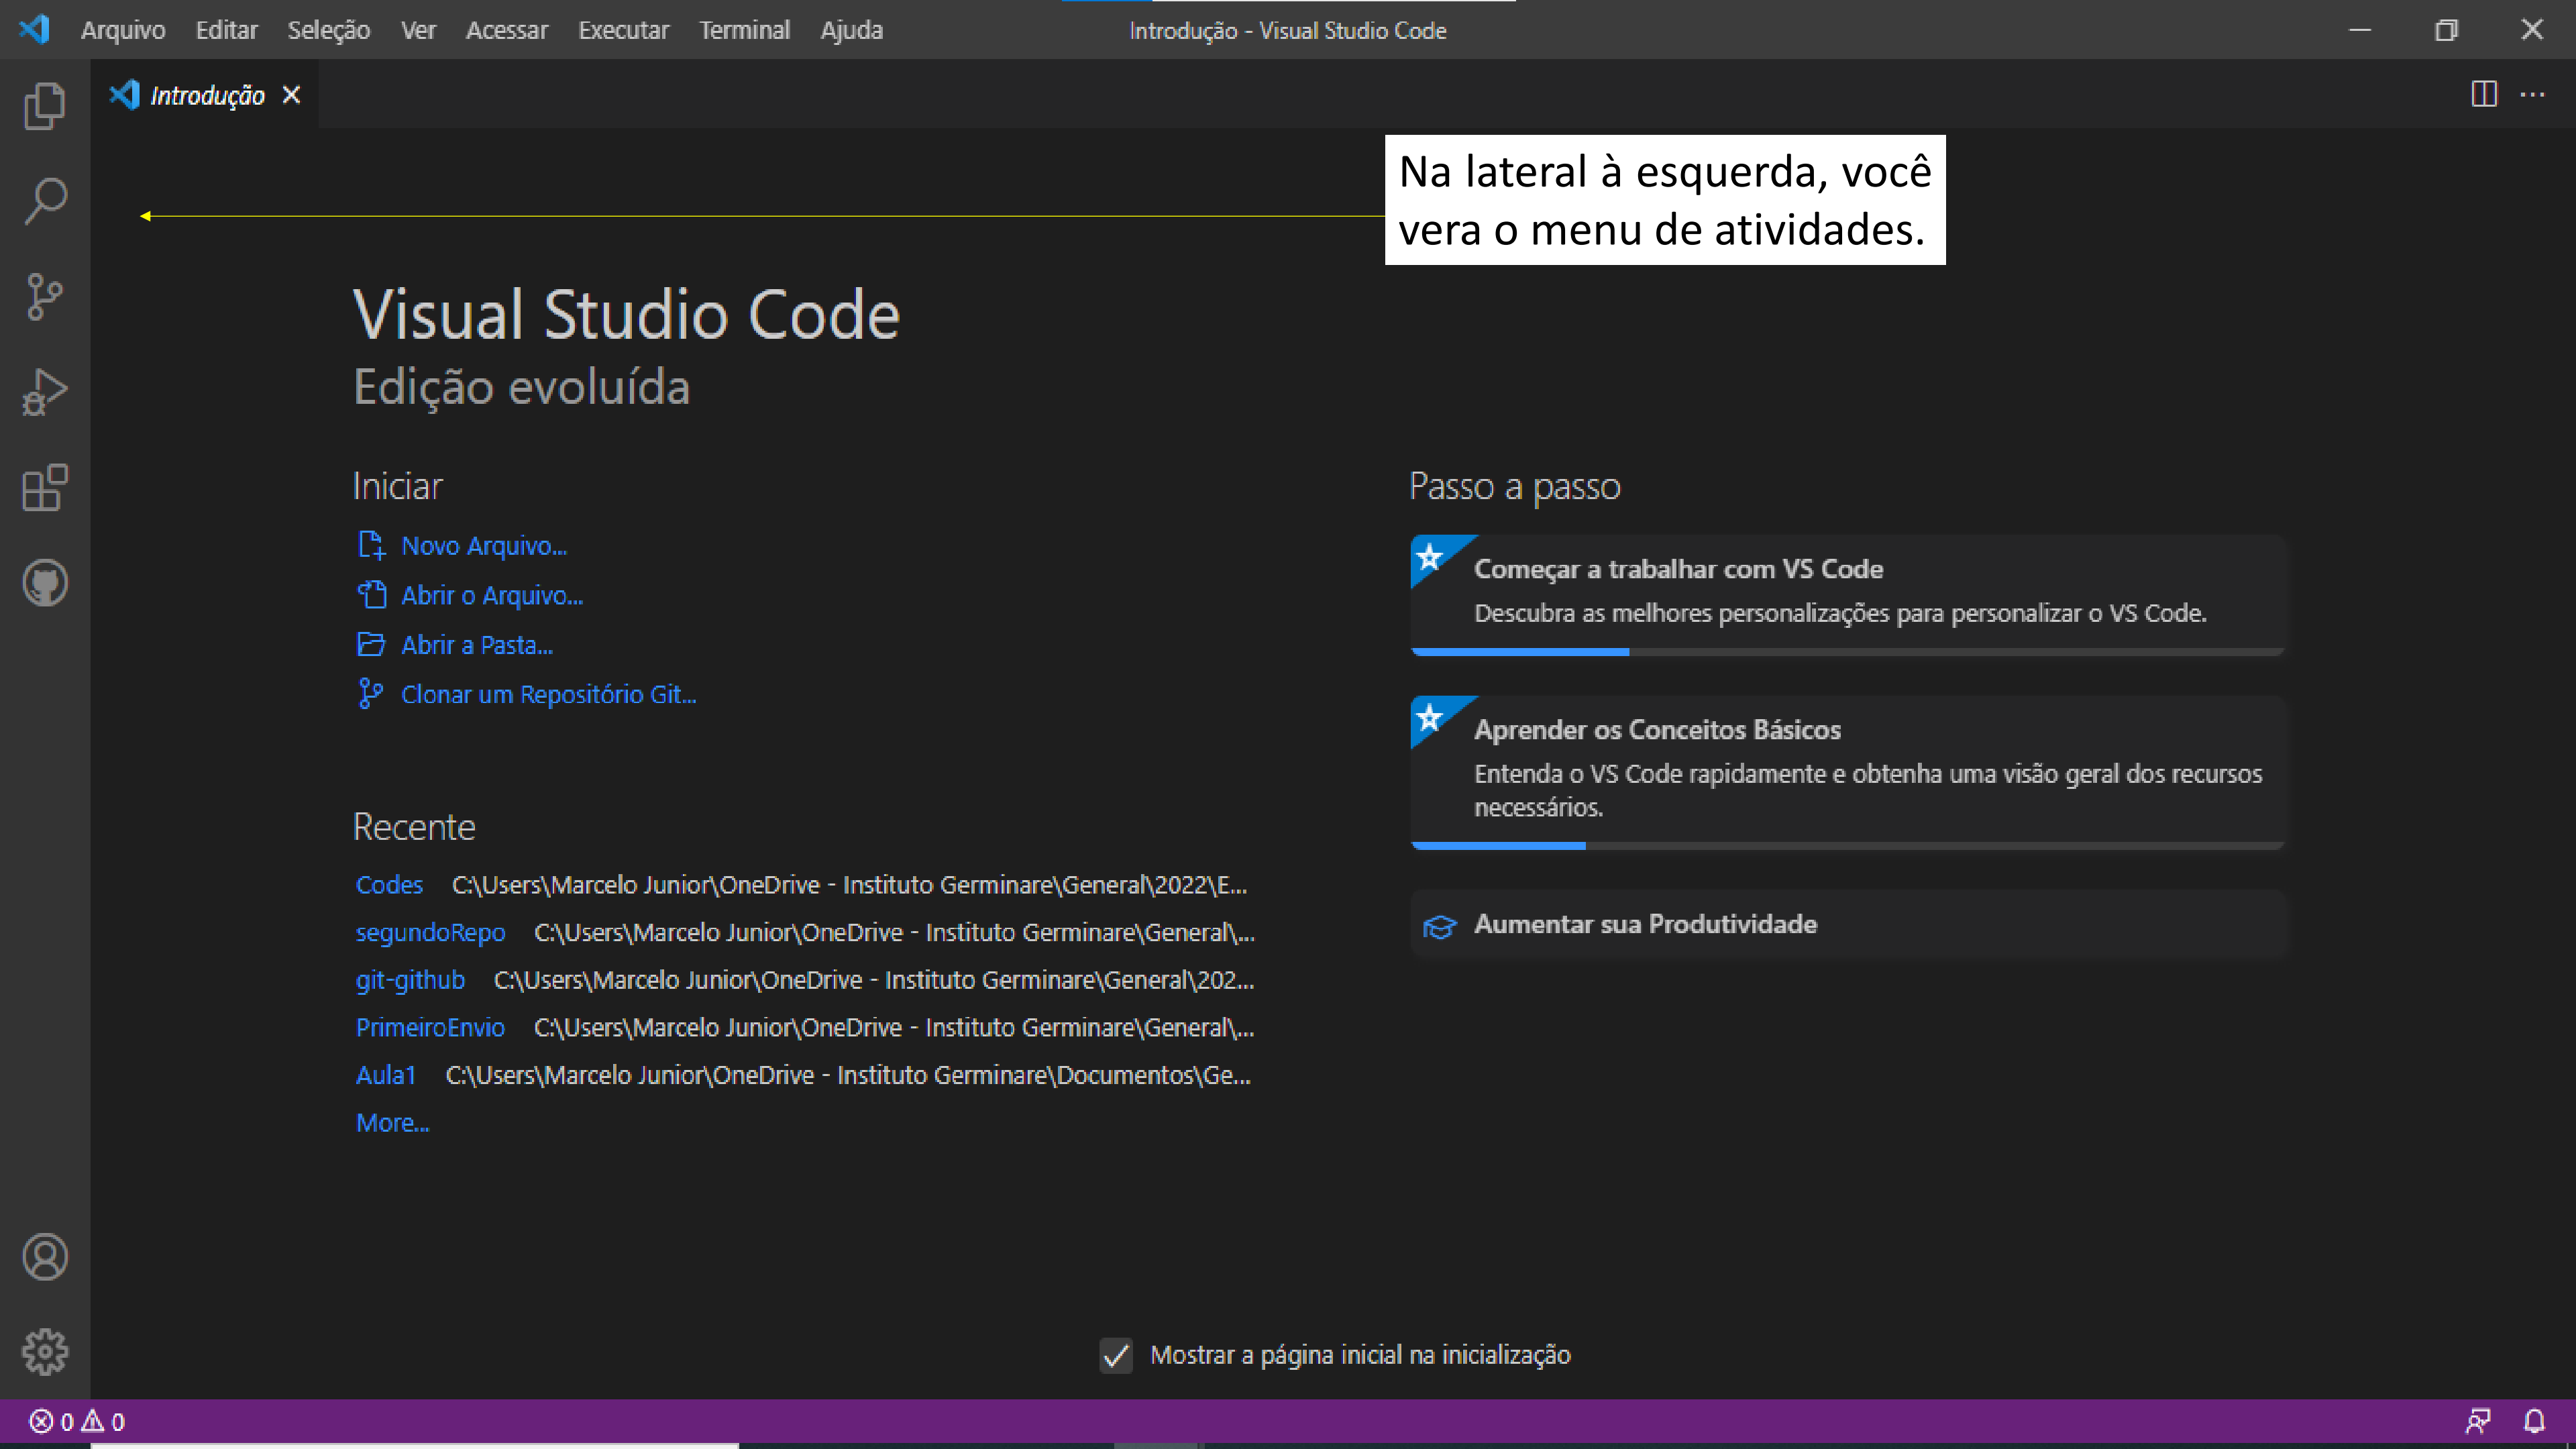 Arquivo Editar Seleção Ver Acessar Executar Terminal Ajuda
Introdução - Visual Studio Code
Introdução
Na lateral à esquerda, você
vera o menu de atividades.
Visual Studio Code
Edição evoluída
Iniciar
Novo Arquivo...
Abrir o Arquivo...
Abrir a Pasta...
Clonar um Repositório Git...
Recente
Codes C:\Users\Marcelo Junior\OneDrive - Instituto Germinare\General\2022\E...
segundoRepo C:\Users\Marcelo Junior\OneDrive - Instituto Germinare\General\...
git-github C:\Users\Marcelo Junior\OneDrive - Instituto Germinare\General\202...
PrimeiroEnvio C:\Users\Marcelo Junior\OneDrive - Instituto Germinare\General\...
Aula1 C:\Users\Marcelo Junior\OneDrive - Instituto Germinare\Documentos\Ge...
More...
Passo a passo
Começar a trabalhar com VS Code
Descubra as melhores personalizações para personalizar o VS Code.
Aprender os Conceitos Básicos
Entenda o VS Code rapidamente e obtenha uma visão geral dos recursos
necessários.
Aumentar sua Produtividade
Mostrar a página inicial na inicialização
0 0